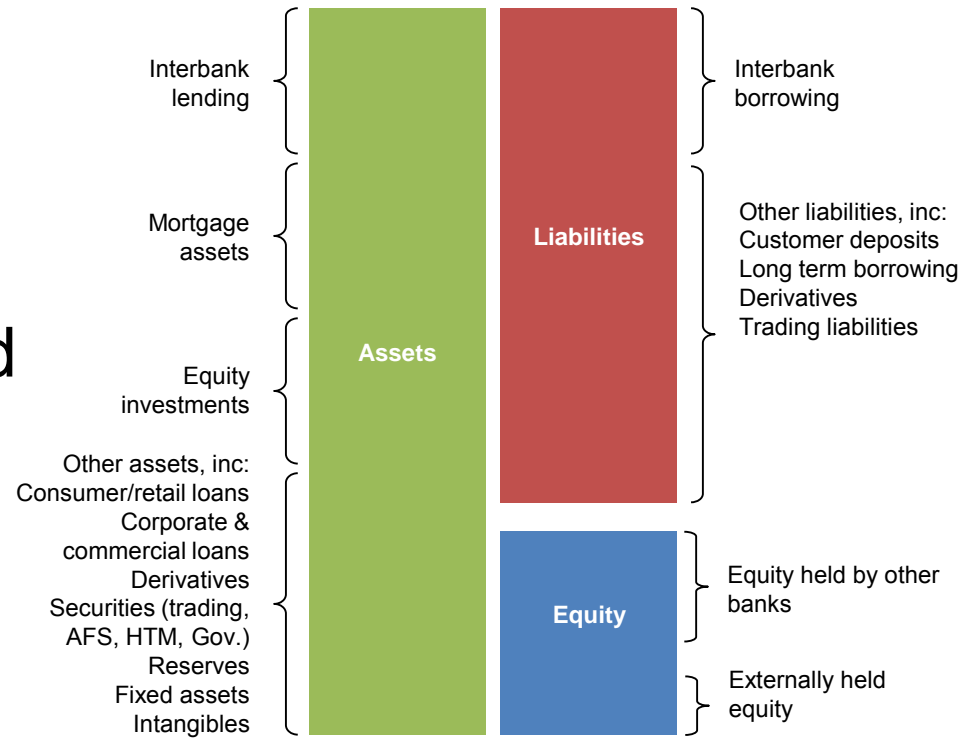 Interbank
lending
Mortgage
assets
d
Equity
investments
Other assets, inc:
Consumer/retail loans
Corporate &
commercial loans
Derivatives
Securities (trading,
AFS, HTM, Gov.)
Reserves
Fixed assets
Intangibles
Assets
Liabilities
Equity
Interbank
borrowing
Other liabilities, inc:
Customer deposits
Long term borrowing
Derivatives
Trading liabilities
Equity held by other
banks
Externally held
equity